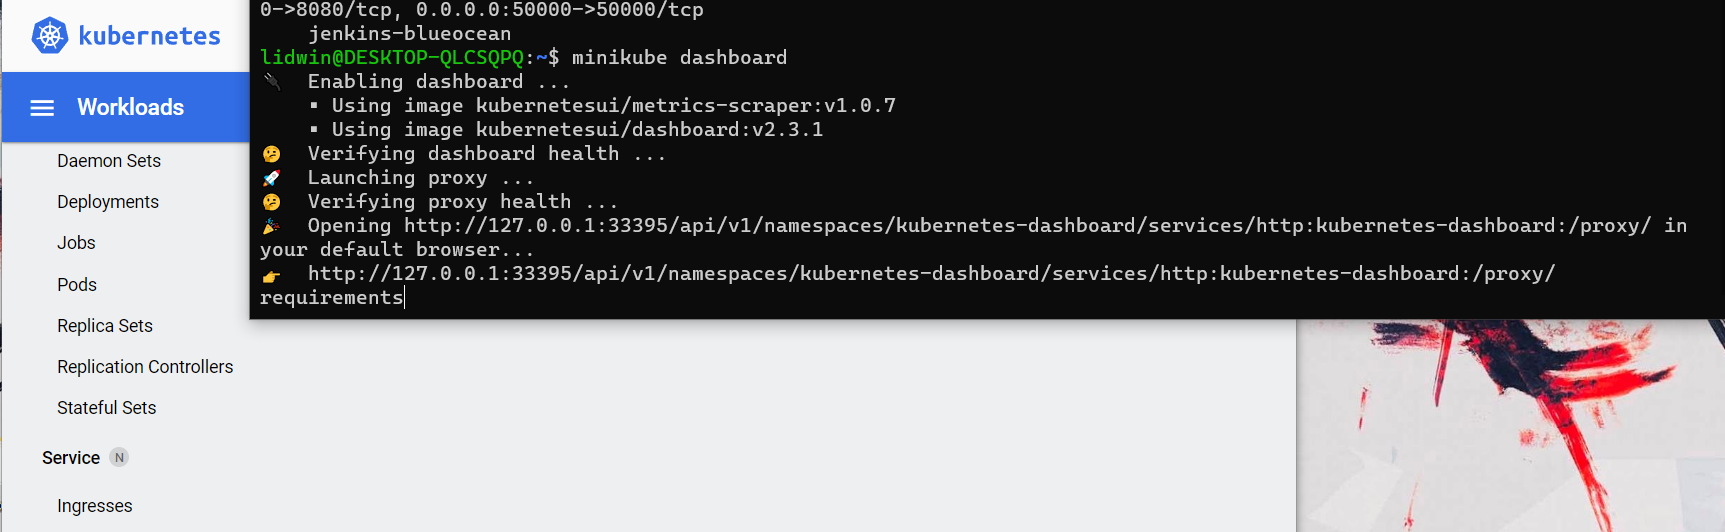 kubernetes
Workloads
Daemon Sets
Deployments
Jobs
Pods
Replica Sets
Replication Controllers
Stateful Sets
Service N
Ingresses
0->8080/tcp, 0.0.0.0:50000->50000/tcp
jenkins-blueocean
lidwin@DESKTOP-QLCSQPQ:~$ minikube dashboard
Enabling dashboard ...
▪ Using image kubernetesui/metrics-scraper:v1.0.7
▪ Using image kubernetesui/dashboard:v2.3.1
🤔 Verifying dashboard health ...
🚀 Launching proxy ...
🤔 Verifying proxy health ...
🎉 Opening http://127.0.0.1:33395/api/v1/namespaces/kubernetes-dashboard/services/http:kubernetes-dashboard:/proxy/ in
your default browser...
👉 http://127.0.0.1:33395/api/v1/namespaces/kubernetes-dashboard/services/http:kubernetes-dashboard:/proxy/
requirements